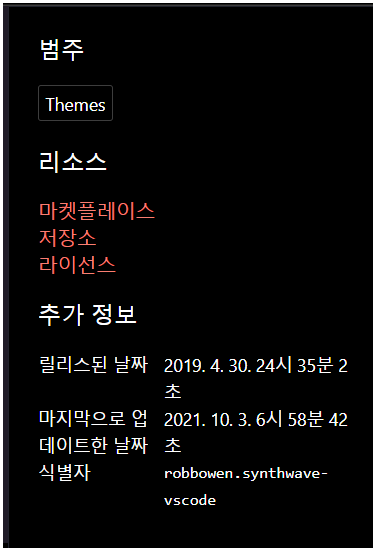 범주
Themes
리소스
마켓플레이스
저장소
라이선스
추가 정보
릴리스된 날짜 2019. 4. 30. 24시 35분 2
초
마지막으로 업 2021. 10. 3. 6시 58분 42
데이트한 날짜 초
식별자 robbowen.synthwave-
vscode